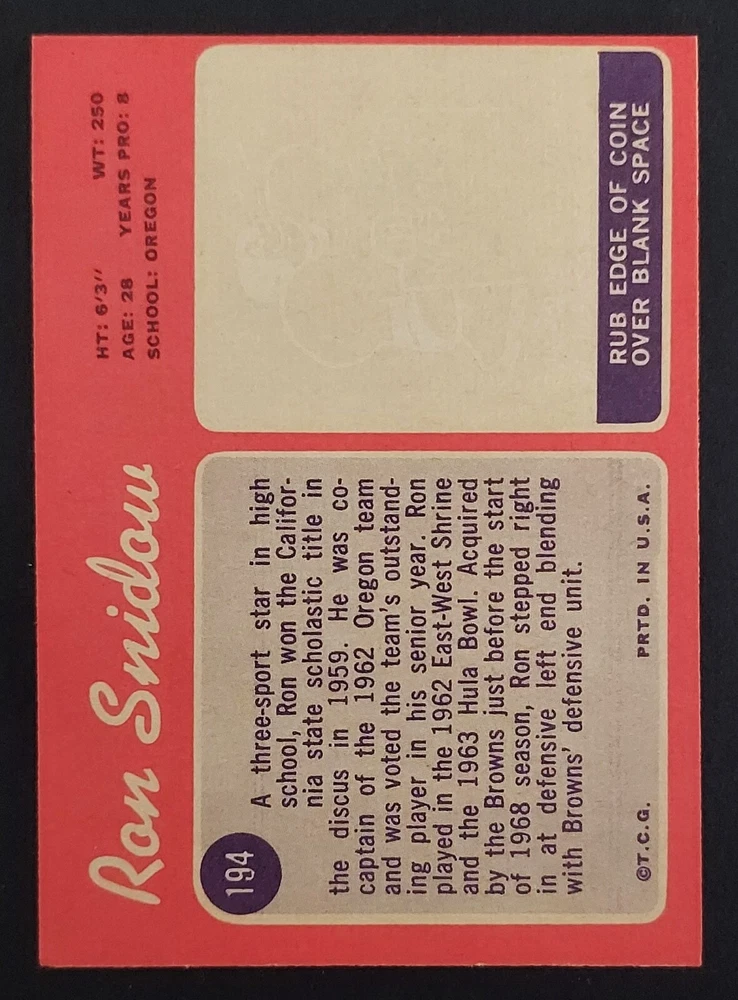 Ron Snidow
HT: 6'3" WT: 250
AGE: 28 YEARS PRO: 8
SCHOOL: OREGON
194
A three-sport star in high
school, Ron won the Califor-
nia state scholastic title in
the discus in 1959. He was co-
captain of the 1962 Oregon team
and was voted the team's outstand-
ing player in his senior year. Ron
played in the 1962 East-West Shrine
and the 1963 Hula Bowl. Acquired
by the Browns just before the start
of 1968 season, Ron stepped right
in at defensive left end blending
with Browns' defensive unit.
©T.C.G. PRTD. IN U.S.A.
RUB EDGE OF COIN
OVER BLANK SPACE